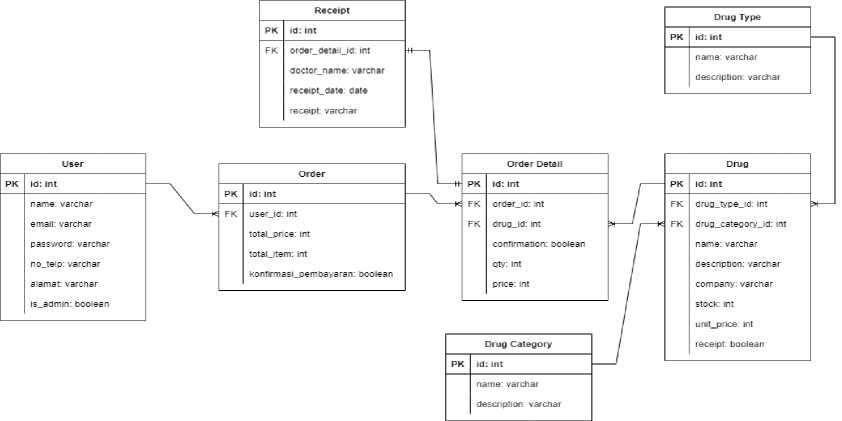 Receipt
PK id: int
FK order_detail_id: int
doctor_name: varchar
receipt_date: date
receipt: varchar
Drug Type
PK id: int
name: varchar
description: varchar
User
PK id: int
name: varchar
email: varchar
password: varchar
no_telp: varchar
alamat: varchar
is_admin: boolean
Order
PK id: int
FK user_id: int
total_price: int
total_item: int
konfirmasi_pembayaran: boolean
Order Detail
PK id: int
FK order_id: int
FK drug_id: int
confirmation: boolean
qty: int
price: int
Drug
PK id: int
FK drug_type_id: int
FK drug_category_id: int
name: varchar
description: varchar
company: varchar
stock: int
unit_price: int
receipt: boolean
Drug Category
PK id: int
name: varchar
description: varchar